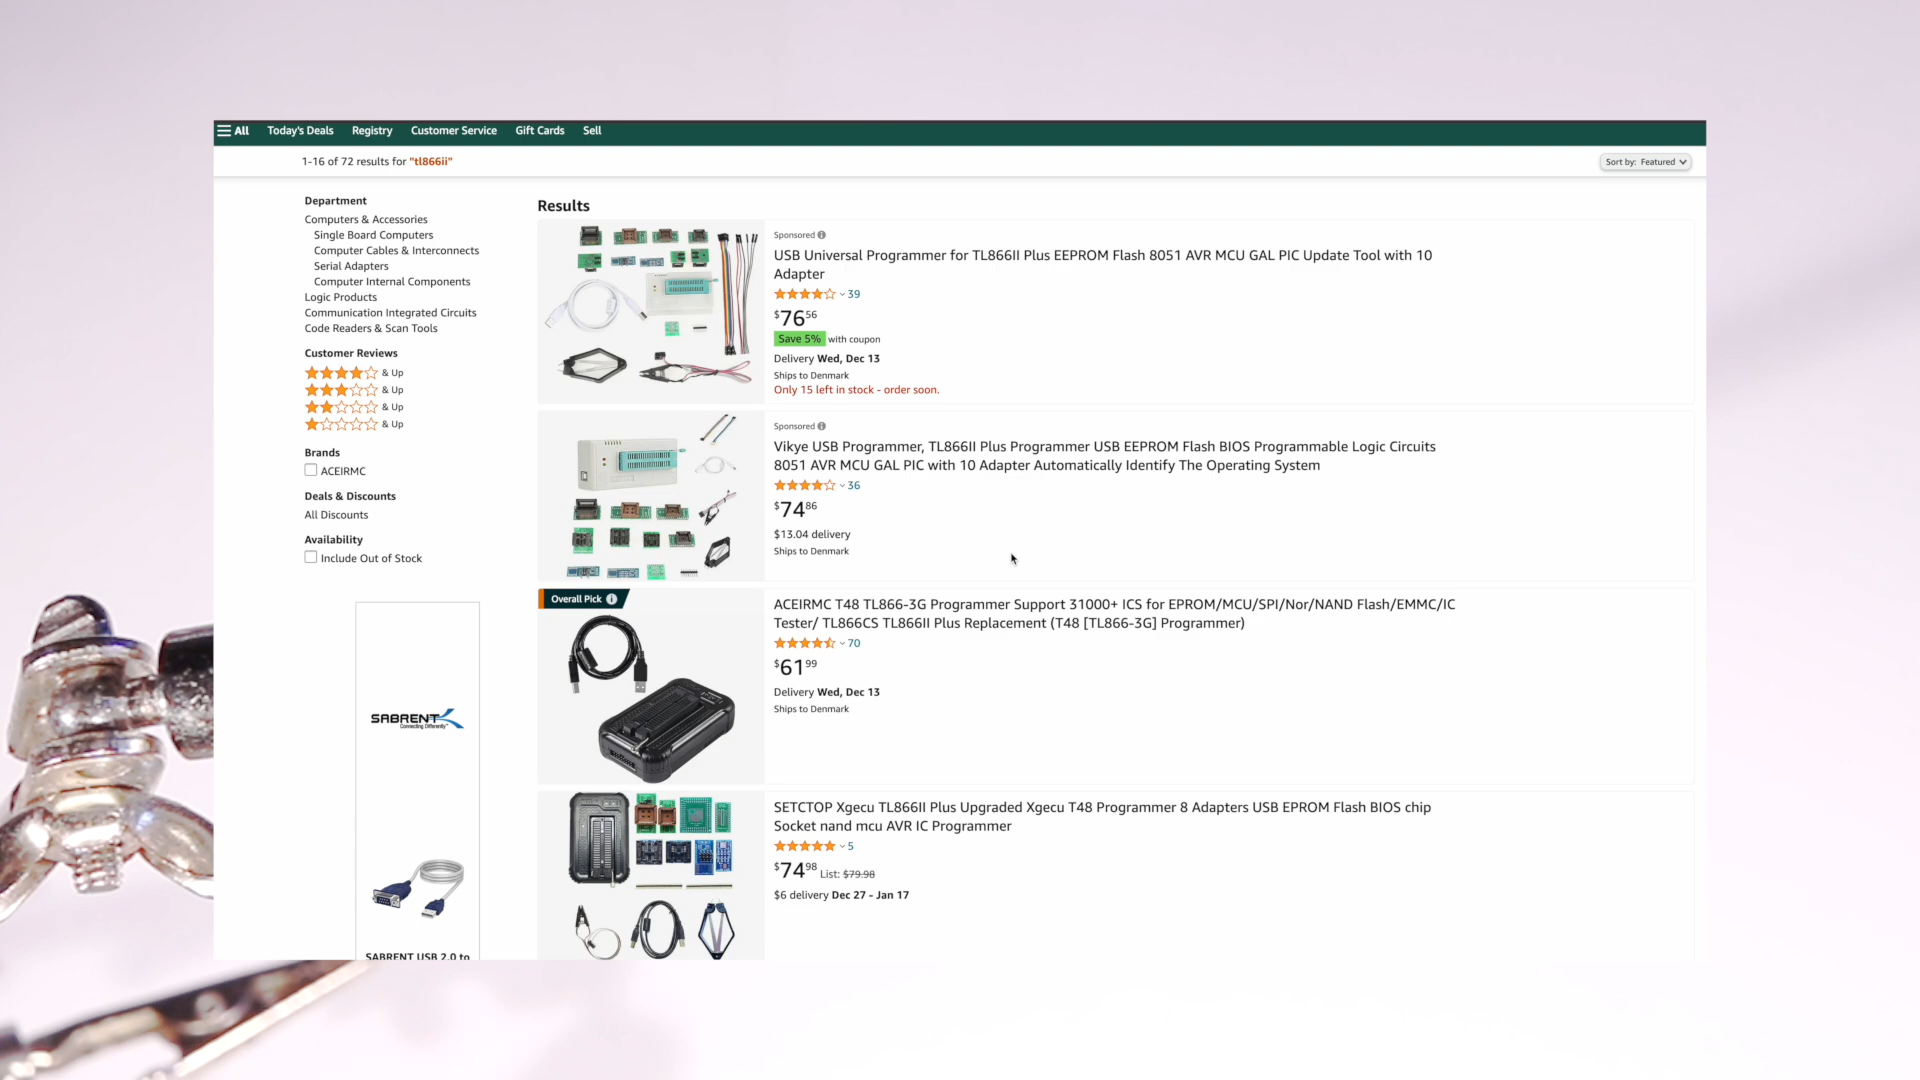 All Today's Deals Registry Customer Service Gift Cards Sell
1-16 of 72 results for "tl866ii"
Sort by: Featured
Department
Computers & Accessories
Single Board Computers
Computer Cables & Interconnects
Serial Adapters
Computer Internal Components
Logic Products
Communication Integrated Circuits
Code Readers & Scan Tools
Customer Reviews
& Up
& Up
& Up
& Up
Brands
ACEIRMC
Deals & Discounts
All Discounts
Availability
Include Out of Stock
SABRENT
Connecting Differently™
SABRENT USB 2.0 to
Results
Sponsored
USB Universal Programmer for TL866II Plus EEPROM Flash 8051 AVR MCU GAL PIC Update Tool with 10
Adapter
39
$76 56
Save 5% with coupon
Delivery Wed, Dec 13
Ships to Denmark
Only 15 left in stock - order soon.
Sponsored
Vikye USB Programmer, TL866II Plus Programmer USB EEPROM Flash BIOS Programmable Logic Circuits
8051 AVR MCU GAL PIC with 10 Adapter Automatically Identify The Operating System
36
$74 86
$13.04 delivery
Ships to Denmark
Overall Pick
ACEIRMC T48 TL866-3G Programmer Support 31000+ ICS for EPROM/MCU/SPI/Nor/NAND Flash/EMMC/IC
Tester/ TL866CS TL866II Plus Replacement (T48 [TL866-3G] Programmer)
70
$61 99
Delivery Wed, Dec 13
Ships to Denmark
SETCTOP Xgecu TL866II Plus Upgraded Xgecu T48 Programmer 8 Adapters USB EPROM Flash BIOS chip
Socket nand mcu AVR IC Programmer
5
$74 98 List: $79.98
$6 delivery Dec 27 - Jan 17